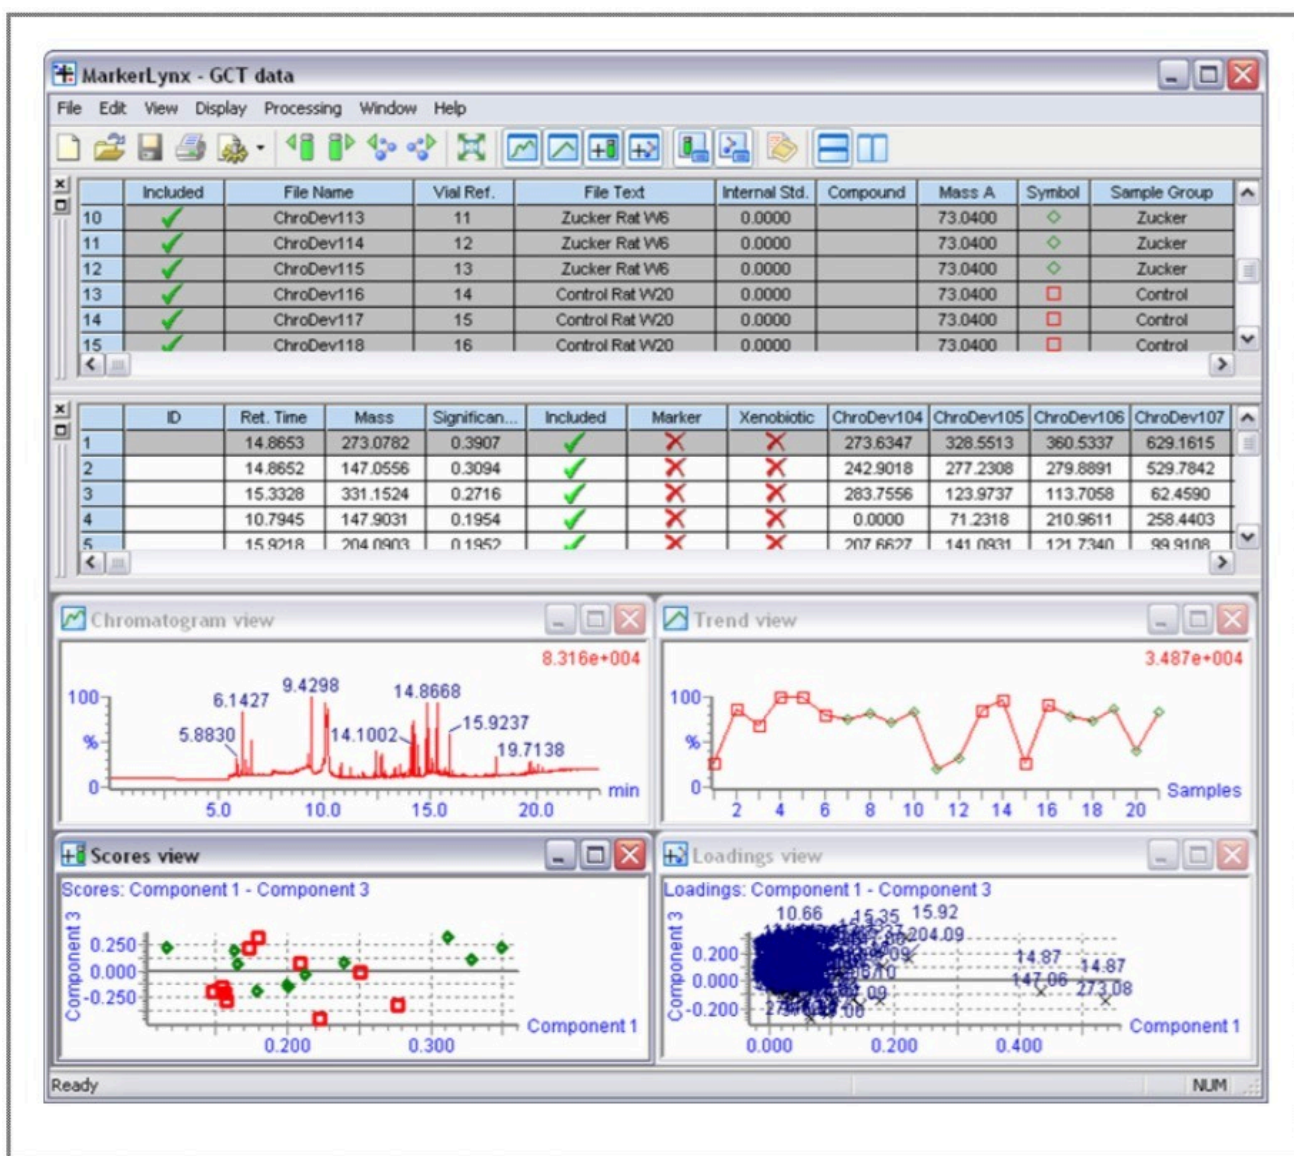 MarkerLynx - GCT data
File Edit View Display Processing Window Help
Included File Name Vial Ref. File Text Internal Std. Compound Mass A Symbol Sample Group
10 ChroDev113 11 Zucker Rat W6 0.0000 73.0400 Zucker
11 ChroDev114 12 Zucker Rat W6 0.0000 73.0400 Zucker
12 ChroDev115 13 Zucker Rat W6 0.0000 73.0400 Zucker
13 ChroDev116 14 Control Rat W20 0.0000 73.0400 Control
14 ChroDev117 15 Control Rat W20 0.0000 73.0400 Control
15 ChroDev118 16 Control Rat W20 0.0000 73.0400 Control
ID Ret. Time Mass Significan... Included Marker Xenobiotic ChroDev104 ChroDev105 ChroDev106 ChroDev107
1 14.8653 273.0782 0.3907 273.6347 328.5513 360.5337 629.1615
2 14.8652 147.0556 0.3094 242.9018 277.2308 279.8891 529.7842
3 15.3328 331.1524 0.2716 283.7556 123.9737 113.7058 62.4590
4 10.7945 147.9031 0.1954 0.0000 71.2318 210.9611 258.4403
5 15.9218 204.0903 0.1952 207.6627 141.0931 121.7340 99.9108
Chromatogram view
8.316e+004
100
%
0
6.1427
9.4298
14.8668
5.8830
14.1002
15.9237
19.7138
min
5.0 10.0 15.0 20.0
Trend view
3.487e+004
100
%
0
Samples
2 4 6 8 10 12 14 16 18 20
Scores view
Scores: Component 1 - Component 3
Component 3
0.250
0.000
-0.250
Component 1
0.200 0.300
Loadings view
Loadings: Component 1 - Component 3
Component 3
0.200
0.000
-0.200
10.66 15.35 15.92
204.09
14.87
147.06
14.87
273.08
Component 1
0.000 0.200 0.400
Ready NUM